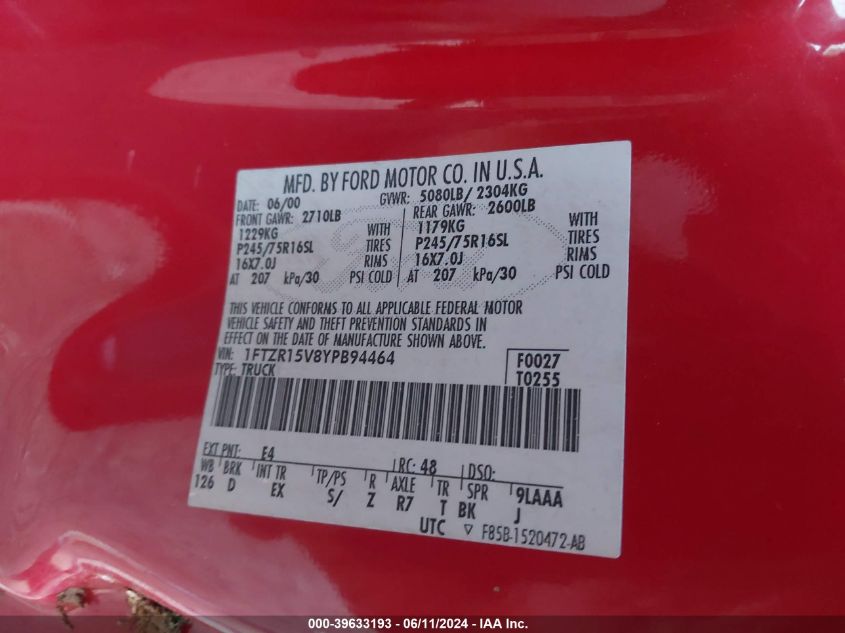 MFD. BY FORD MOTOR CO. IN U.S.A.
DATE: 06/00 GVWR: 5080LB/ 2304KG
FRONT GAWR: 2710LB REAR GAWR: 2600LB
1229KG WITH 1179KG WITH
P245/75R16SL TIRES P245/75R16SL TIRES
16X7.0J RIMS 16X7.0J RIMS
AT 207 kPa/30 PSI COLD AT 207 kPa/30 PSI COLD
THIS VEHICLE CONFORMS TO ALL APPLICABLE FEDERAL MOTOR
VEHICLE SAFETY AND THEFT PREVENTION STANDARDS IN
EFFECT ON THE DATE OF MANUFACTURE SHOWN ABOVE.
VIN: 1FTZR15V8YPB94464 F0027
TYPE: TRUCK T0255
EXT PNT: E4 RC: 48 DSO:
WB BRK INT TR TP/PS R AXLE TR SPR 9LAAA
126 D EX S/ Z R7 T BK J
UTC ▽ F85B-1520472-AB
000-39633193 - 06/11/2024 - IAA Inc.